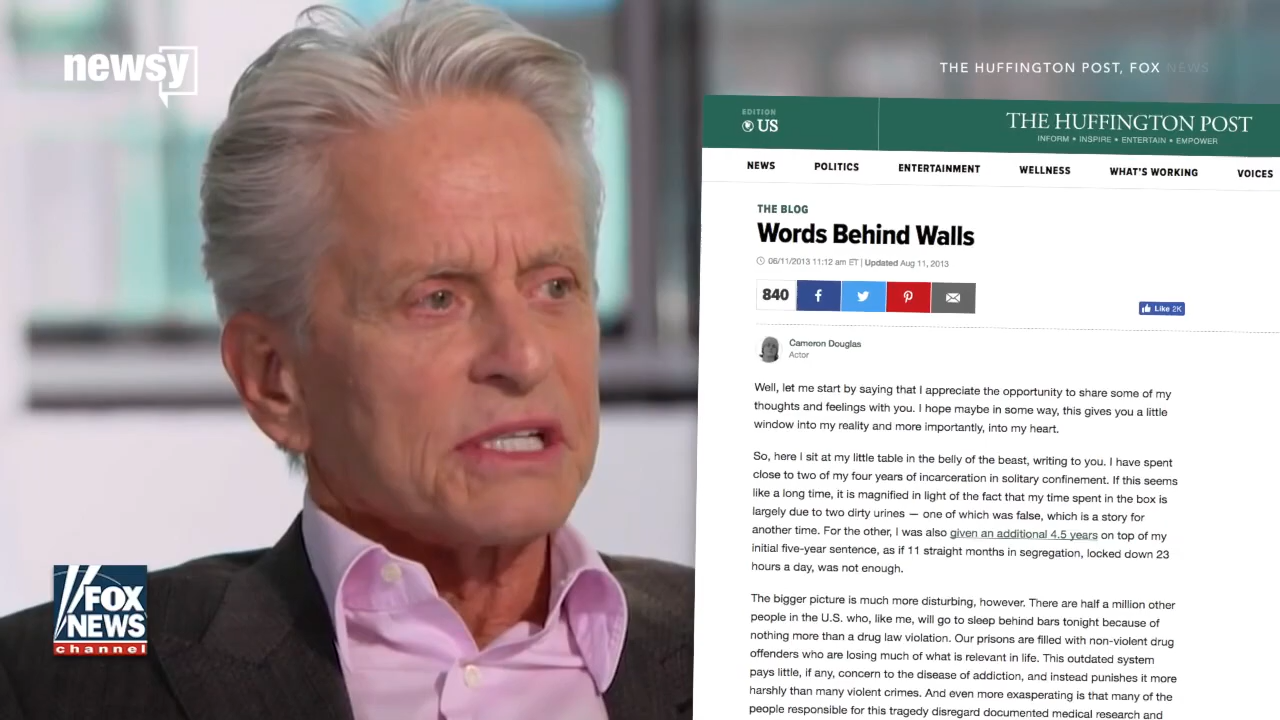 newsy
THE HUFFINGTON POST, FOX NEWS
EDITION
US
THE HUFFINGTON POST
INFORM • INSPIRE • ENTERTAIN • EMPOWER
NEWS
POLITICS
ENTERTAINMENT
WELLNESS
WHAT'S WORKING
VOICES
THE BLOG
Words Behind Walls
06/11/2013 11:12 am ET | Updated Aug 11, 2013
840
Like 2K
Cameron Douglas
Actor
Well, let me start by saying that I appreciate the opportunity to share some of my
thoughts and feelings with you. I hope maybe in some way, this gives you a little
window into my reality and more importantly, into my heart.
So, here I sit at my little table in the belly of the beast, writing to you. I have spent
close to two of my four years of incarceration in solitary confinement. If this seems
like a long time, it is magnified in light of the fact that my time spent in the box is
largely due to two dirty urines — one of which was false, which is a story for
another time. For the other, I was also given an additional 4.5 years on top of my
initial five-year sentence, as if 11 straight months in segregation, locked down 23
hours a day, was not enough.
The bigger picture is much more disturbing, however. There are half a million other
people in the U.S. who, like me, will go to sleep behind bars tonight because of
nothing more than a drug law violation. Our prisons are filled with non-violent drug
offenders who are losing much of what is relevant in life. This outdated system
pays little, if any, concern to the disease of addiction, and instead punishes it more
harshly than many violent crimes. And even more exasperating is that many of the
people responsible for this tragedy disregard documented medical research and
FOX
NEWS
channel